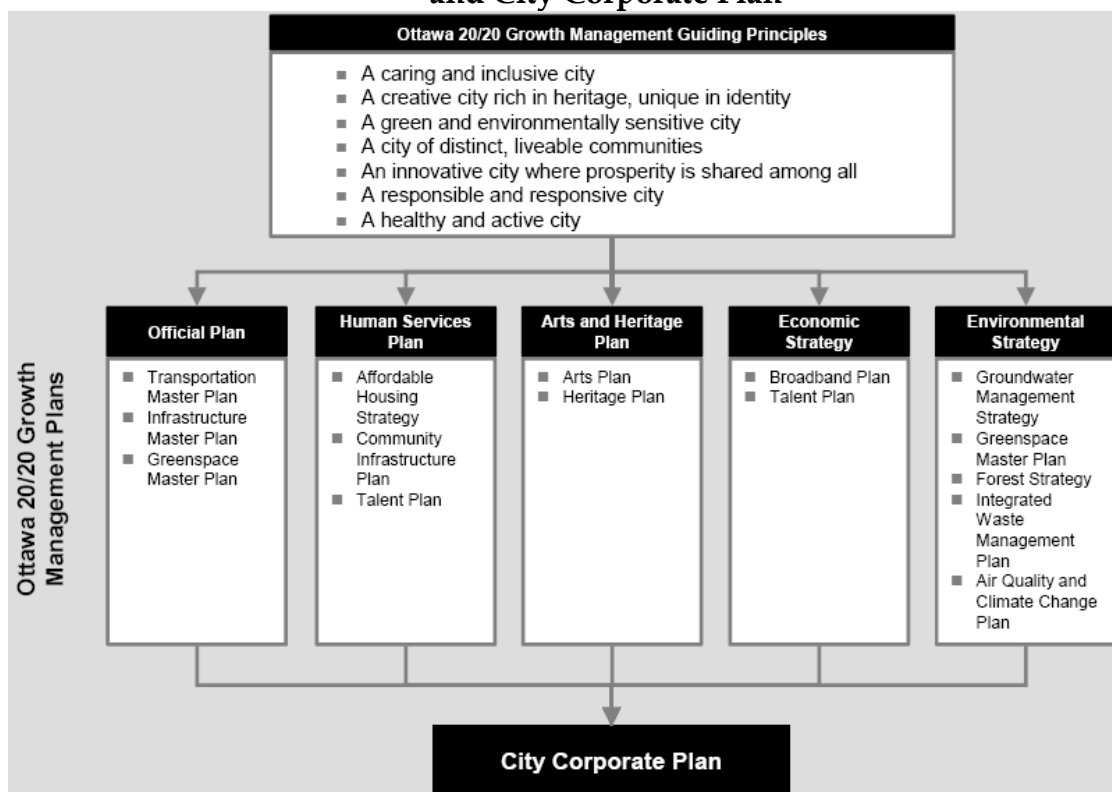 and City Corporate Plan
Ottawa 20/20 Growth Management Guiding Principles
A caring and inclusive city
A creative city rich in heritage, unique in identity
A green and environmentally sensitive city
A city of distinct, liveable communities
An innovative city where prosperity is shared among all
A responsible and responsive city
A healthy and active city
Ottawa 20/20 Growth
Management Plans
Official Plan
Transportation
Master Plan
Infrastructure
Master Plan
Greenspace
Master Plan
Human Services
Plan
Affordable
Housing
Strategy
Community
Infrastructure
Plan
Talent Plan
Arts and Heritage
Plan
Arts Plan
Heritage Plan
Economic
Strategy
Broadband Plan
Talent Plan
Environmental
Strategy
Groundwater
Management
Strategy
Greenspace
Master Plan
Forest Strategy
Integrated
Waste
Management
Plan
Air Quality and
Climate Change
Plan
City Corporate Plan